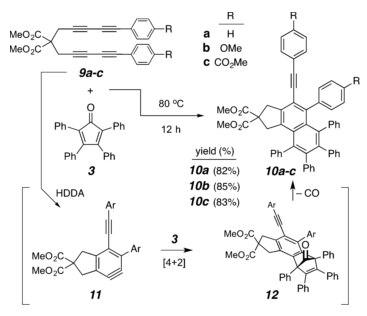 R
MeO₂C
MeO₂C
R
9a-c
+
O
Ph Ph
Ph Ph
3
HDDA
80 ºC
12 h
R
a H
b OMe
c CO₂Me
yield (%)
10a (82%)
10b (85%)
10c (83%)
R
R
MeO₂C
MeO₂C
Ph
Ph
Ph
Ph
10a-c
– CO
Ar
Ar
MeO₂C
MeO₂C
11
3
[4+2]
Ar
Ar
O
MeO₂C
MeO₂C
Ph
Ph
Ph
Ph
12